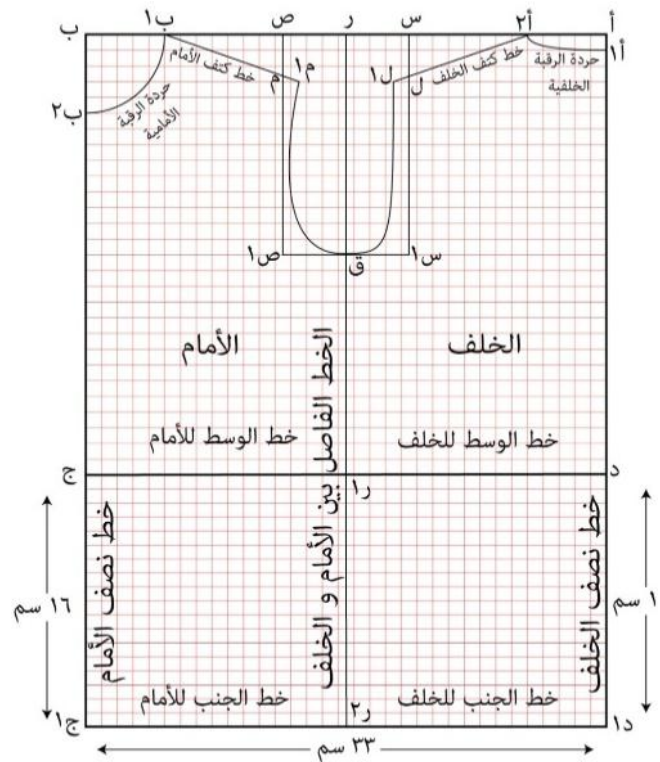 أ
أ٢
س
ر
ص
ب١
ب
أ١
حردة الرقبة
الخلفية
خط كتف الخلف
ل
ل١
م١
م
خط كتف الأمام
حردة الرقبة
الأمامية
ب٢
س١
ق
ص١
الخلف
الأمام
الخط الفاصل بين الأمام و الخلف
خط الوسط للخلف
خط الوسط للأمام
د
ر١
ج
خط نصف الخلف
خط نصف الأمام
١ سم
١٦ سم
خط الجنب للخلف
خط الجنب للأمام
د١
ر٢
ج١
٣٣ سم